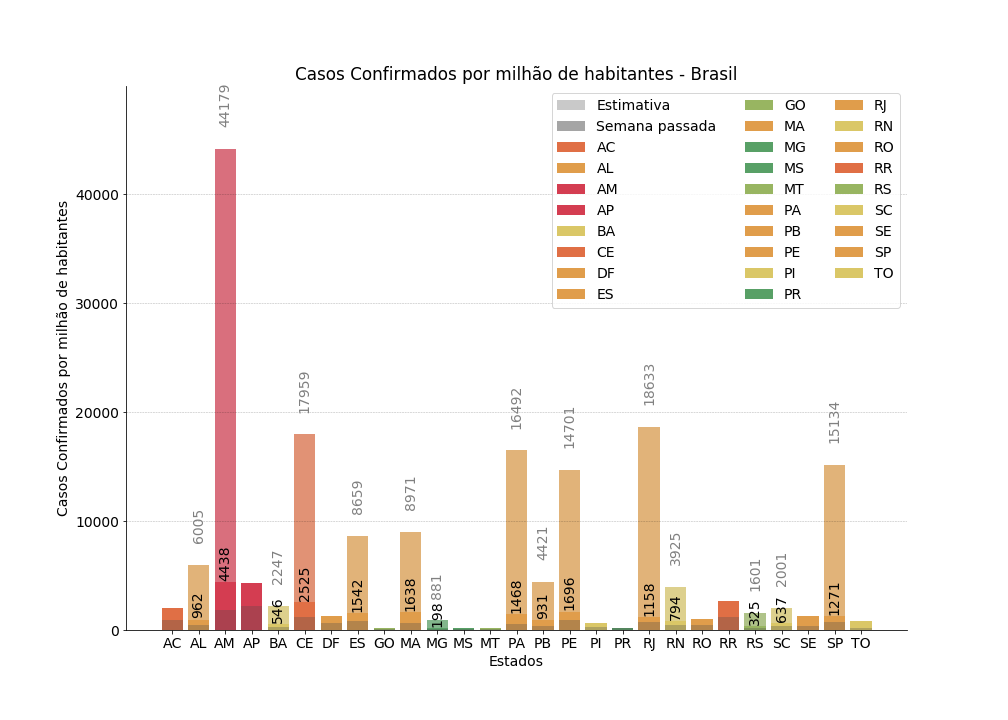 Casos Confirmados por milhão de habitantes - Brasil
Casos Confirmados por milhão de habitantes
40000
30000
20000
10000
0
Estimativa
Semana passada
AC
AL
AM
AP
BA
CE
DF
ES
GO
MA
MG
MS
MT
PA
PB
PE
PI
PR
RJ
RN
RO
RR
RS
SC
SE
SP
TO
6005
962
44179
4438
2247
546
17959
2525
8659
1542
8971
1638
881
198
16492
1468
4421
931
14701
1696
18633
1158
3925
794
1601
325
2001
637
15134
1271
AC AL AM AP BA CE DF ES GO MA MG MS MT PA PB PE PI PR RJ RN RO RR RS SC SE SP TO
Estados